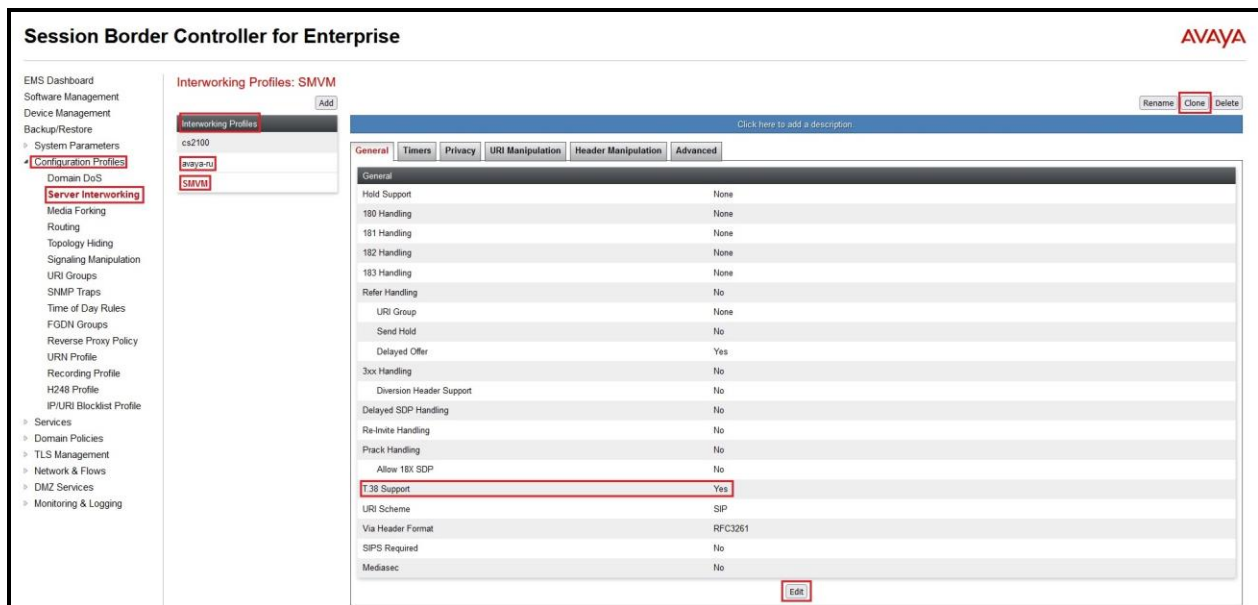 Session Border Controller for Enterprise
AVAYA
EMS Dashboard
Software Management
Device Management
Backup/Restore
System Parameters
Configuration Profiles
Domain DoS
Server Interworking
Media Forking
Routing
Topology Hiding
Signaling Manipulation
URI Groups
SNMP Traps
Time of Day Rules
FGDN Groups
Reverse Proxy Policy
URN Profile
Recording Profile
H248 Profile
IP/URI Blocklist Profile
Services
Domain Policies
TLS Management
Network & Flows
DMZ Services
Monitoring & Logging
Interworking Profiles: SMVM
Add
Rename Clone Delete
Interworking Profiles
cs2100
avaya-ru
SMVM
Click here to add a description
General Timers Privacy URI Manipulation Header Manipulation Advanced
General
Hold Support None
180 Handling None
181 Handling None
182 Handling None
183 Handling None
Refer Handling No
URI Group None
Send Hold No
Delayed Offer Yes
3xx Handling No
Diversion Header Support No
Delayed SDP Handling No
Re-Invite Handling No
Prack Handling No
Allow 18X SDP No
T.38 Support Yes
URI Scheme SIP
Via Header Format RFC3261
SIPS Required No
Mediasec No
Edit